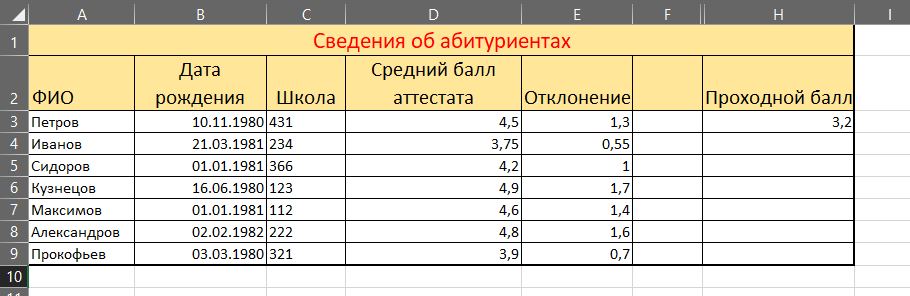 A B C D E F H I
1 Сведения об абитуриентах
Дата Средний балл
2 ФИО рождения Школа аттестата Отклонение Проходной балл
3 Петров 10.11.1980 431 4,5 1,3 3,2
4 Иванов 21.03.1981 234 3,75 0,55
5 Сидоров 01.01.1981 366 4,2 1
6 Кузнецов 16.06.1980 123 4,9 1,7
7 Максимов 01.01.1981 112 4,6 1,4
8 Александров 02.02.1982 222 4,8 1,6
9 Прокофьев 03.03.1980 321 3,9 0,7
10